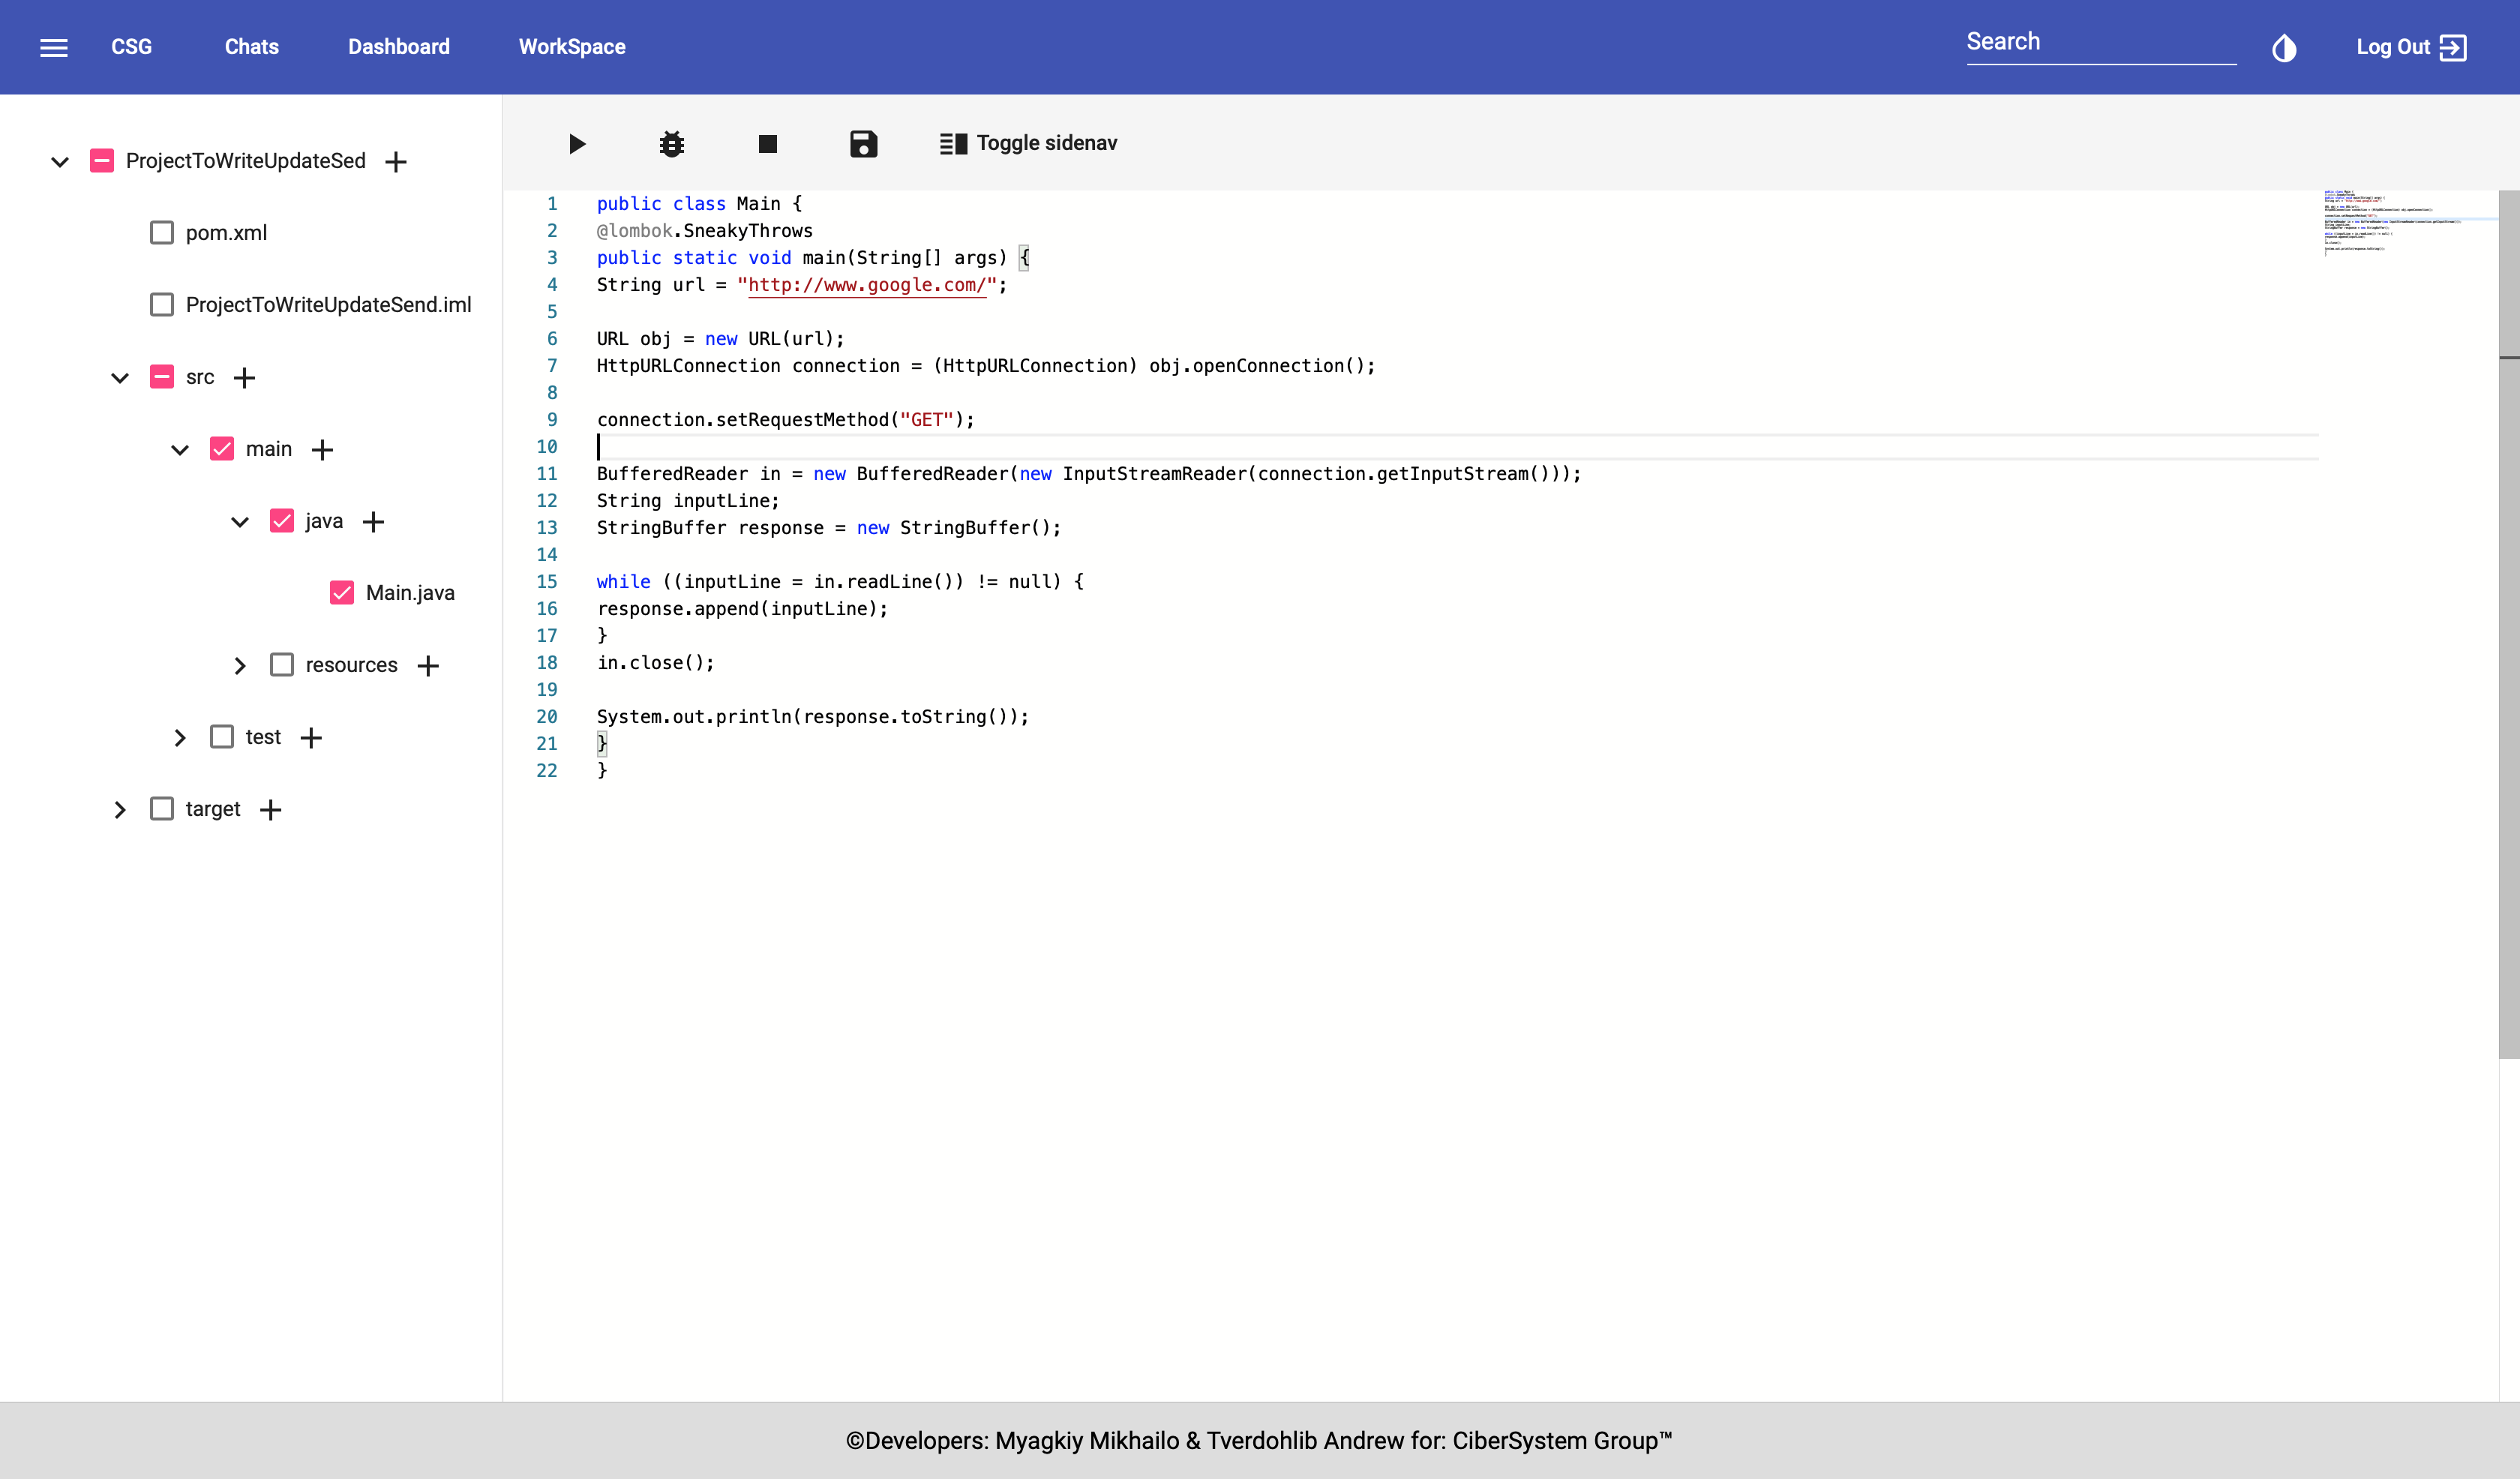 CSG Chats Dashboard WorkSpace Search Log Out
ProjectToWriteUpdateSed
pom.xml
ProjectToWriteUpdateSend.iml
src
main
java
Main.java
resources
test
target
Toggle sidenav
1 public class Main {
2 @lombok.SneakyThrows
3 public static void main(String[] args) {
4 String url = "http://www.google.com/";
5
6 URL obj = new URL(url);
7 HttpURLConnection connection = (HttpURLConnection) obj.openConnection();
8
9 connection.setRequestMethod("GET");
10
11 BufferedReader in = new BufferedReader(new InputStreamReader(connection.getInputStream()));
12 String inputLine;
13 StringBuffer response = new StringBuffer();
14
15 while ((inputLine = in.readLine()) != null) {
16 response.append(inputLine);
17 }
18 in.close();
19
20 System.out.println(response.toString());
21 }
22 }
©Developers: Myagkiy Mikhailo & Tverdohlib Andrew for: CiberSystem Group™